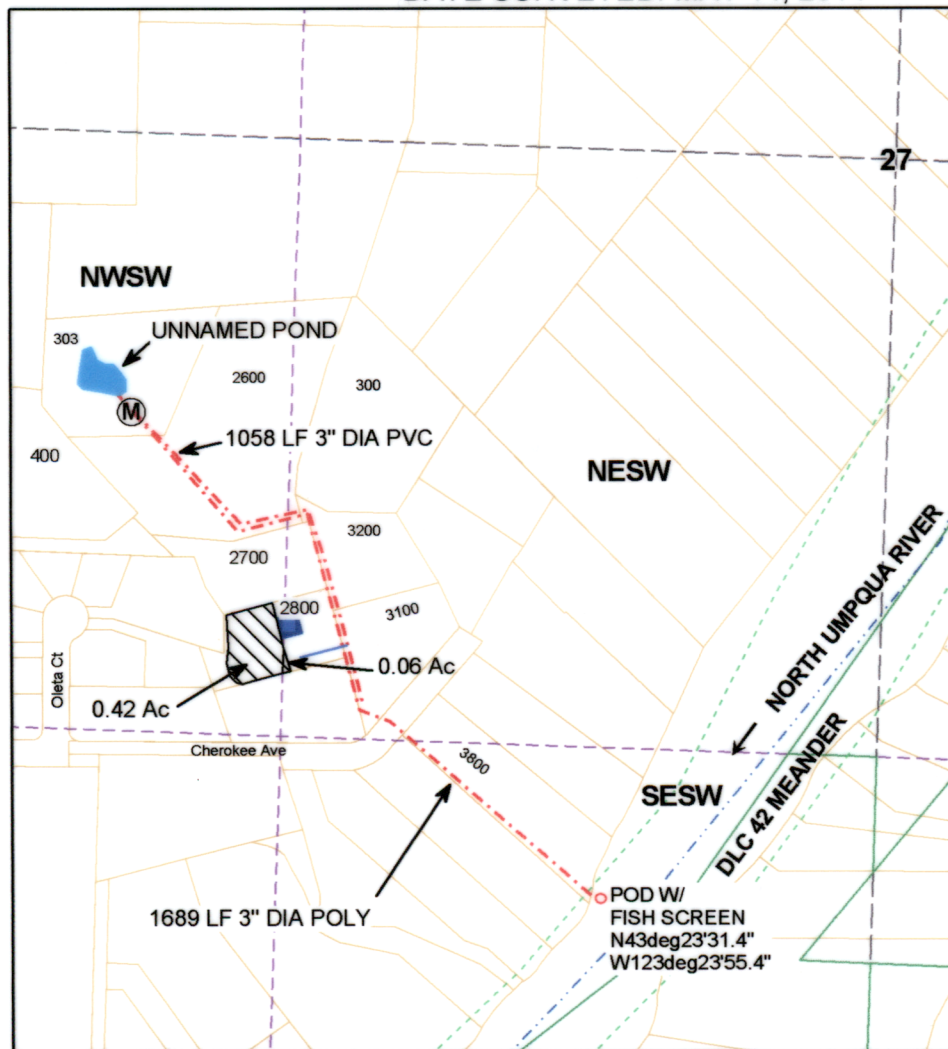 27
NWSW
UNNAMED POND
303
2600
300
1058 LF 3" DIA PVC
M
400
NESW
3200
2700
NORTH UMPQUA RIVER
2800
3100
0.06 Ac
Oleta Ct
0.42 Ac
Cherokee Ave
3800
SESW
DLC 42 MEANDER
1689 LF 3" DIA POLY
POD W/
FISH SCREEN
N43deg23'31.4"
W123deg23'55.4"